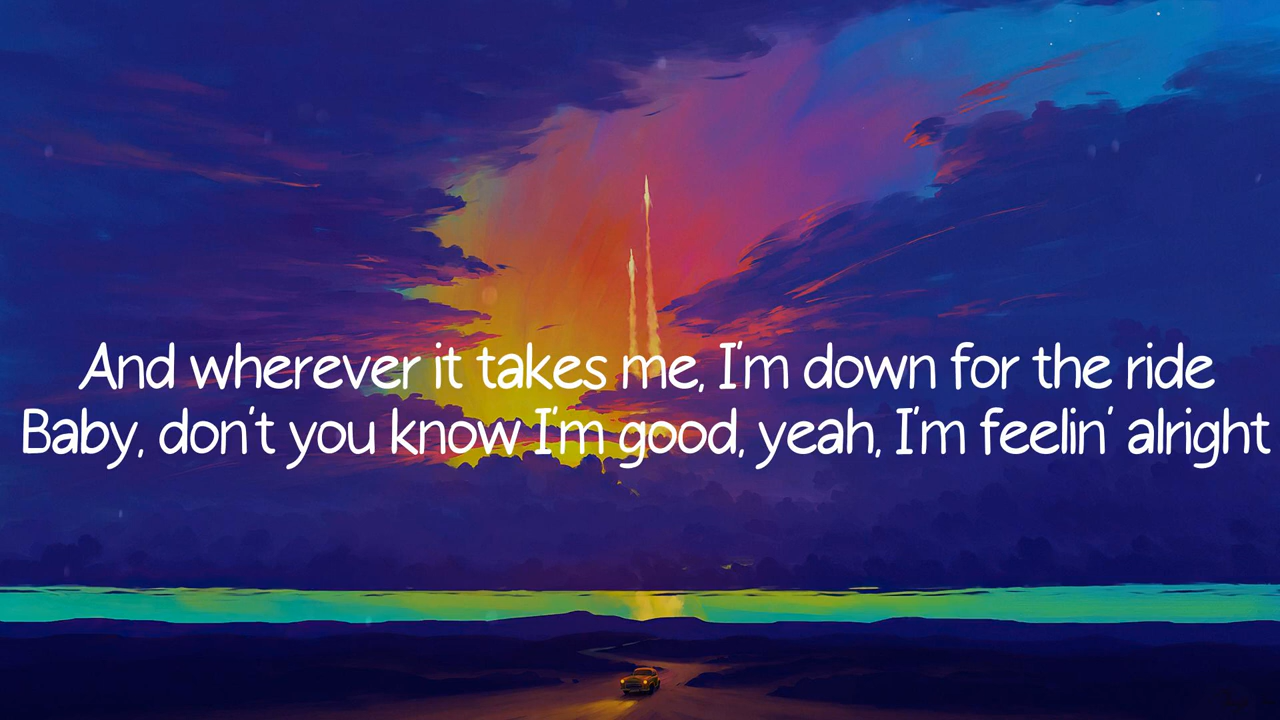 And wherever it takes me, I'm down for the ride
Baby, don't you know I'm good, yeah, I'm feelin' alright